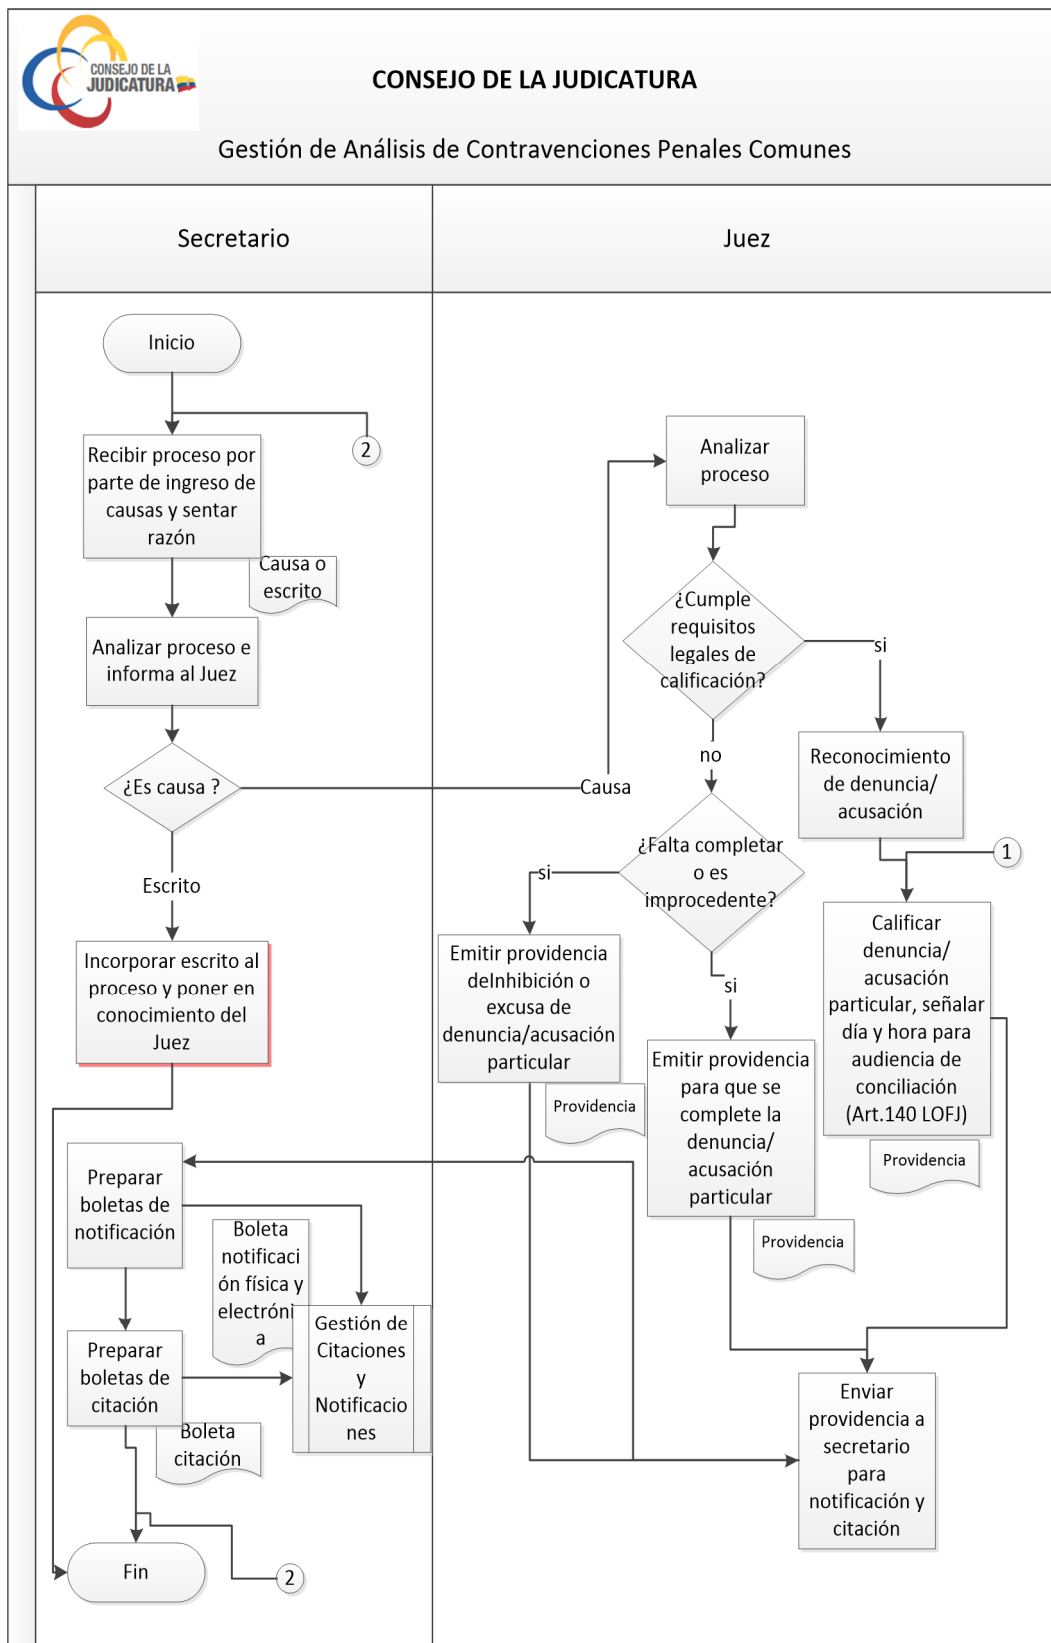 CONSEJO DE LA
JUDICATURA
CONSEJO DE LA JUDICATURA
Gestión de Análisis de Contravenciones Penales Comunes
Secretario
Juez
Inicio
2
Recibir proceso por
parte de ingreso de
causas y sentar
razón
Causa o
escrito
Analizar proceso e
informa al Juez
¿Es causa ?
Causa
Escrito
Incorporar escrito al
proceso y poner en
conocimiento del
Juez
Preparar
boletas de
notificación
Boleta
notificaci
ón física y
electróni
a
Gestión de
Citaciones
y
Notificacio
nes
Preparar
boletas de
citación
Boleta
citación
Fin
2
Analizar
proceso
¿Cumple
requisitos
legales de
calificación?
si
no
Reconocimiento
de denuncia/
acusación
1
¿Falta completar
o es
improcedente?
si
si
Emitir providencia
deInhibición o
excusa de
denuncia/acusación
particular
Providencia
Emitir providencia
para que se
complete la
denuncia/
acusación
particular
Providencia
Calificar
denuncia/
acusación
particular, señalar
día y hora para
audiencia de
conciliación
(Art.140 LOFJ)
Providencia
Enviar
providencia a
secretario
para
notificación y
citación